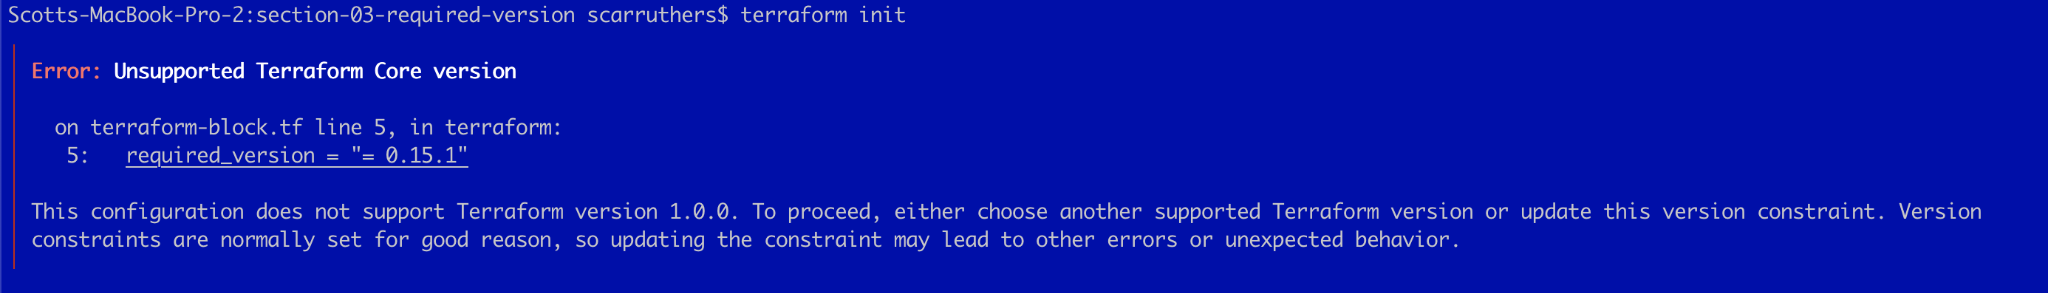 Scotts-MacBook-Pro-2:section-03-required-version scarruthers$ terraform init
Error: Unsupported Terraform Core version
on terraform-block.tf line 5, in terraform:
5: required_version = "= 0.15.1"
This configuration does not support Terraform version 1.0.0. To proceed, either choose another supported Terraform version or update this version constraint. Version
constraints are normally set for good reason, so updating the constraint may lead to other errors or unexpected behavior.